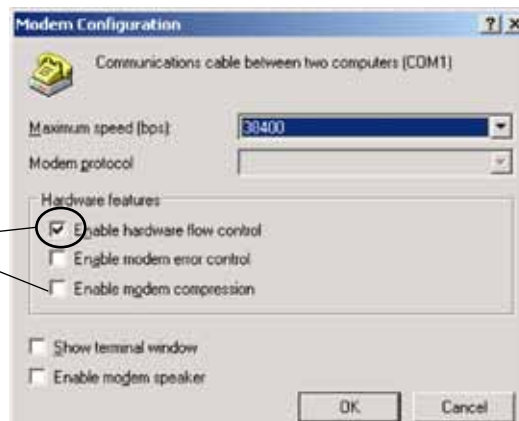 Modem Configuration
Communications cable between two computers (COM1)
Maximum speed (bps):
38400
Modem protocol
Hardware features
Enable hardware flow control
Enable modem error control
Enable modem compression
Show terminal window
Enable modem speaker
OK
Cancel